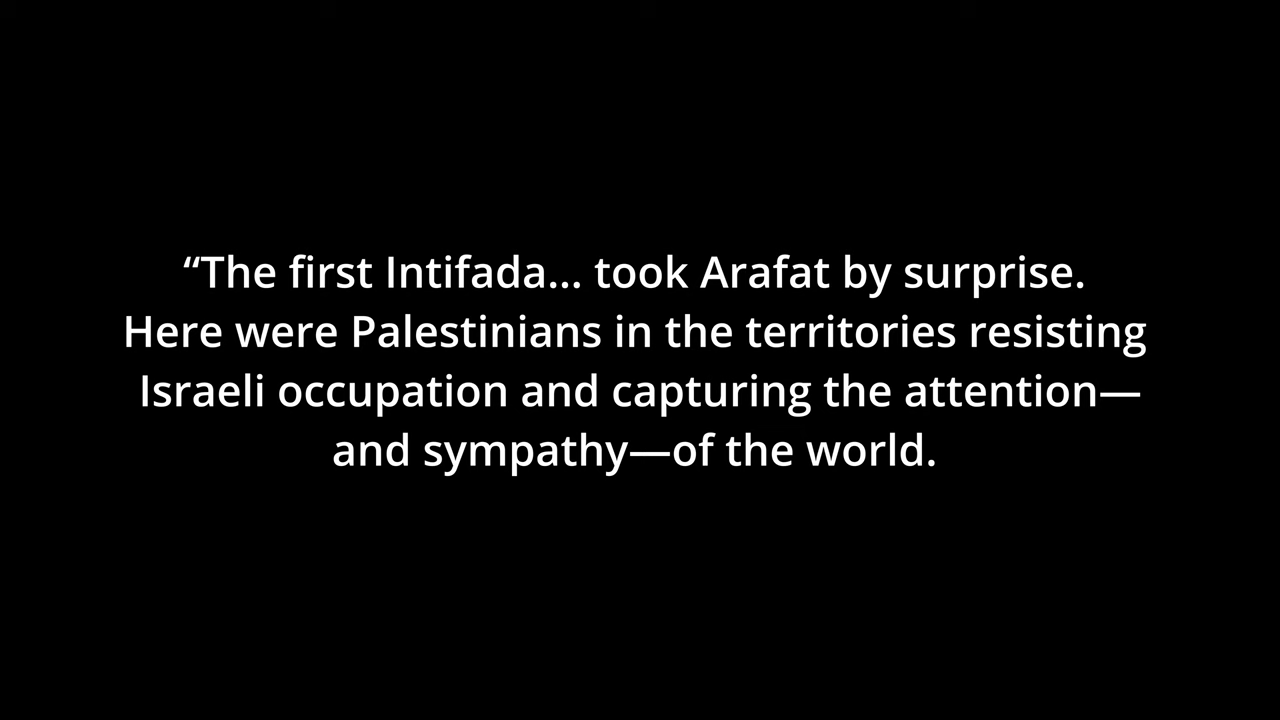 “The first Intifada... took Arafat by surprise.
Here were Palestinians in the territories resisting
Israeli occupation and capturing the attention—
and sympathy—of the world.